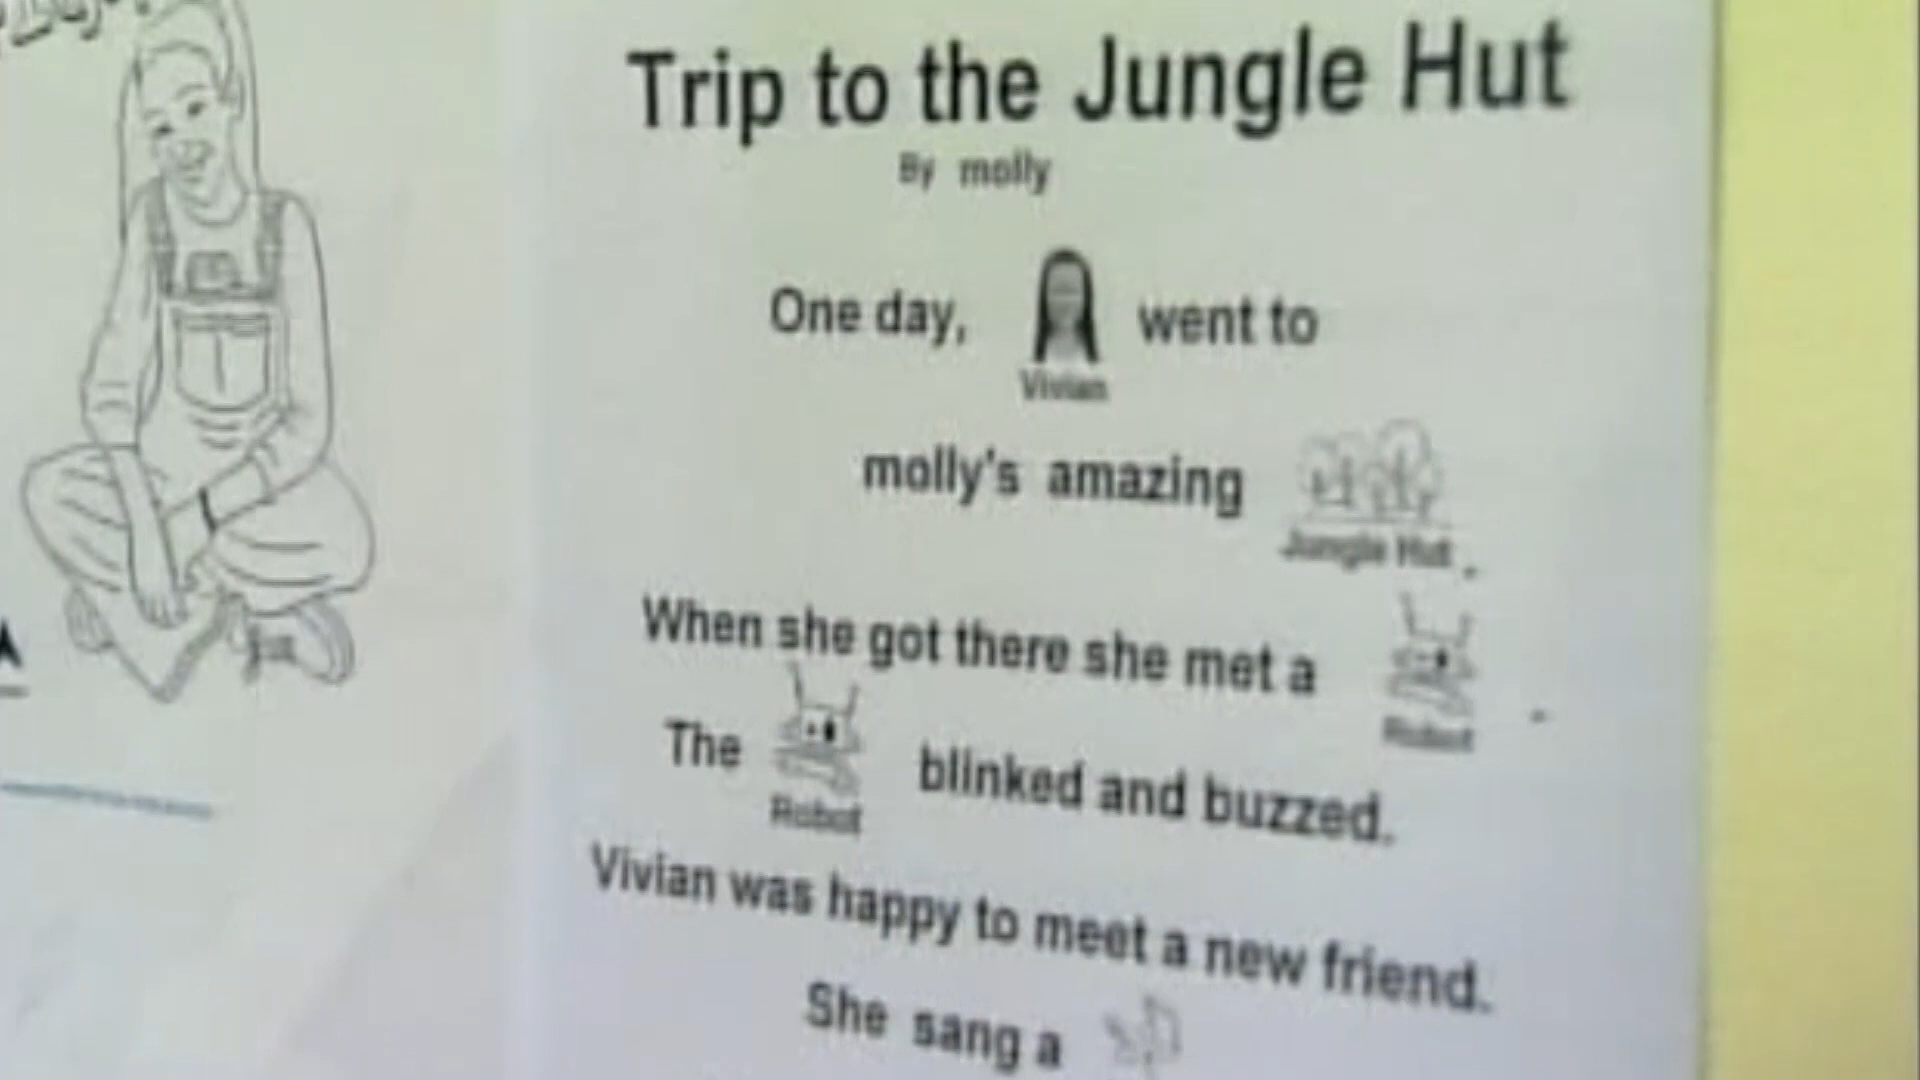 Trip to the Jungle Hut
By molly
One day, went to
Vivian
molly's amazing
Jungle Hut .
When she got there she met a .
Robot
The blinked and buzzed.
Robot
Vivian was happy to meet a new friend.
She sang a